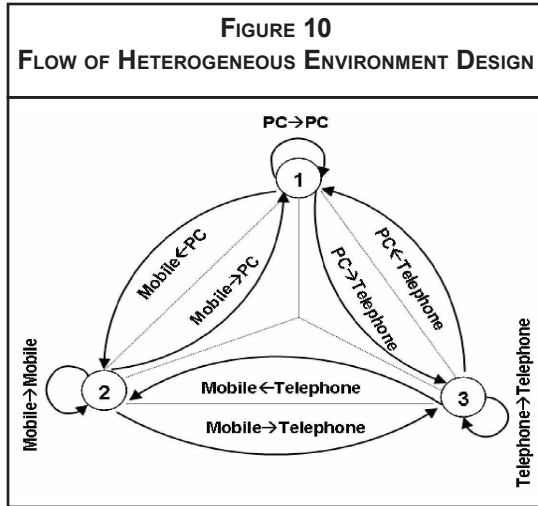 FIGURE 10
FLOW OF HETEROGENEOUS ENVIRONMENT DESIGN
PC→PC
1
Mobile←PC
Mobile→PC
PC→Telephone
PC←Telephone
Mobile→Mobile
2
Mobile←Telephone
Mobile→Telephone
3
Telephone→Telephone